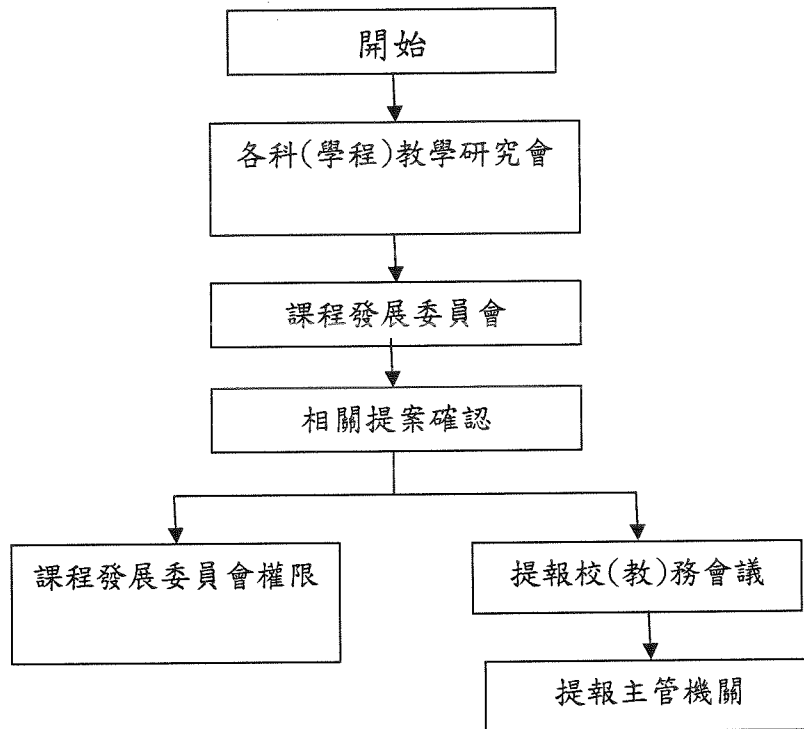 開始
各科(學程)教學研究會
課程發展委員會
相關提案確認
課程發展委員會權限
提報校(教)務會議
提報主管機關